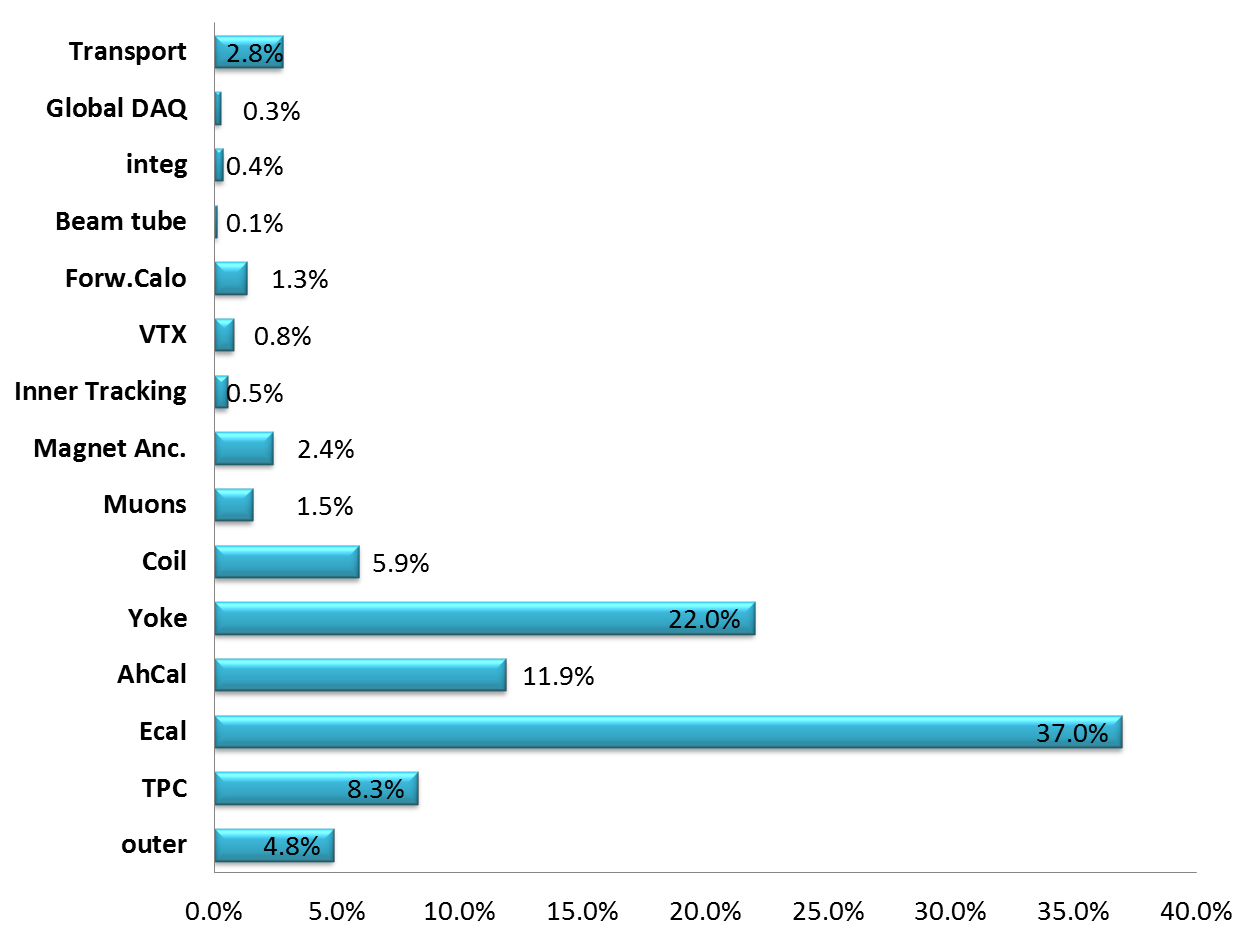 Transport 2.8%
Global DAQ 0.3%
integ 0.4%
Beam tube 0.1%
Forw.Calo 1.3%
VTX 0.8%
Inner Tracking 0.5%
Magnet Anc. 2.4%
Muons 1.5%
Coil 5.9%
Yoke 22.0%
AhCal 11.9%
Ecal 37.0%
TPC 8.3%
outer 4.8%
0.0% 5.0% 10.0% 15.0% 20.0% 25.0% 30.0% 35.0% 40.0%